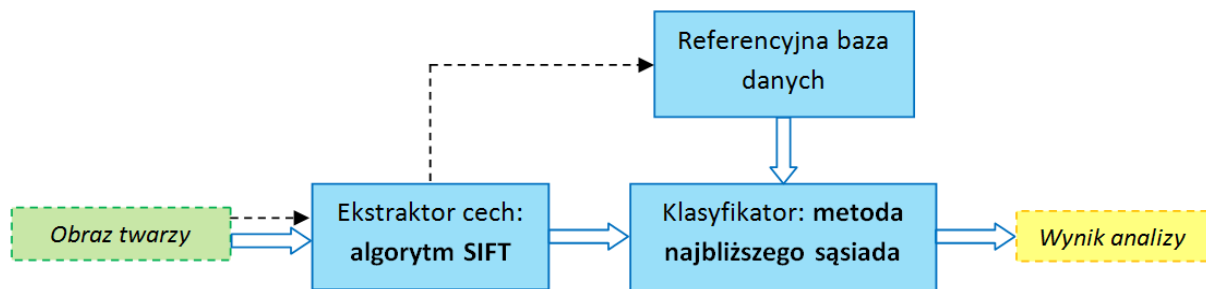 Referencyjna baza
danych
Obraz twarzy
Ekstraktor cech:
algorytm SIFT
Klasyfikator: metoda
najbliższego sąsiada
Wynik analizy